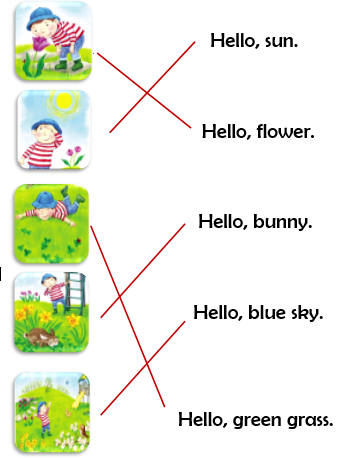 Hello, sun.
Hello, flower.
Hello, bunny.
Hello, blue sky.
Hello, green grass.